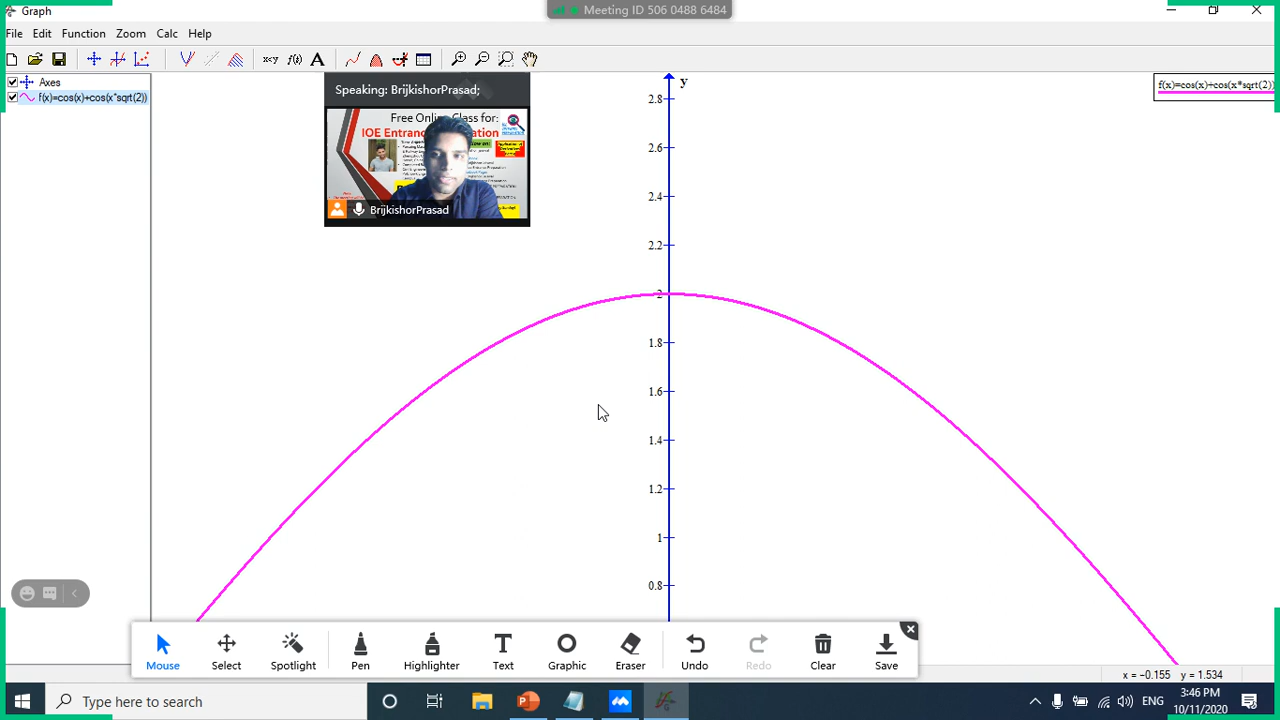 Meeting ID 506 0488 6484
Graph
File Edit Function Zoom Calc Help
Axes
f(x)=cos(x)+cos(x*sqrt(2))
Speaking: BrijkishorPrasad;
Free Online Class for:
IOE Entran
BrijkishorPrasad
y
f(x)=cos(x)+cos(x*sqrt(2))
2.8
2.6
2.4
2.2
2
1.8
1.6
1.4
1.2
1
0.8
Mouse Select Spotlight Pen Highlighter Text Graphic Eraser Undo Redo Clear Save
x = -0.155 y = 1.534
Type here to search
ENG
3:46 PM
10/11/2020